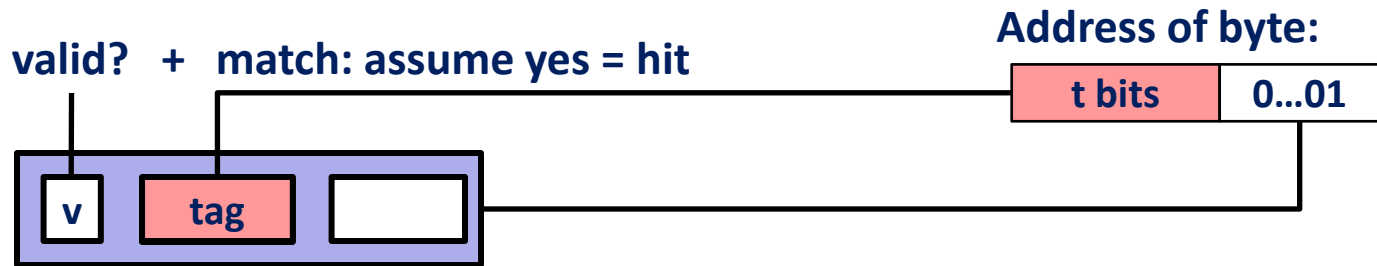 Address of byte:
valid? + match: assume yes = hit
t bits 0...01
v tag